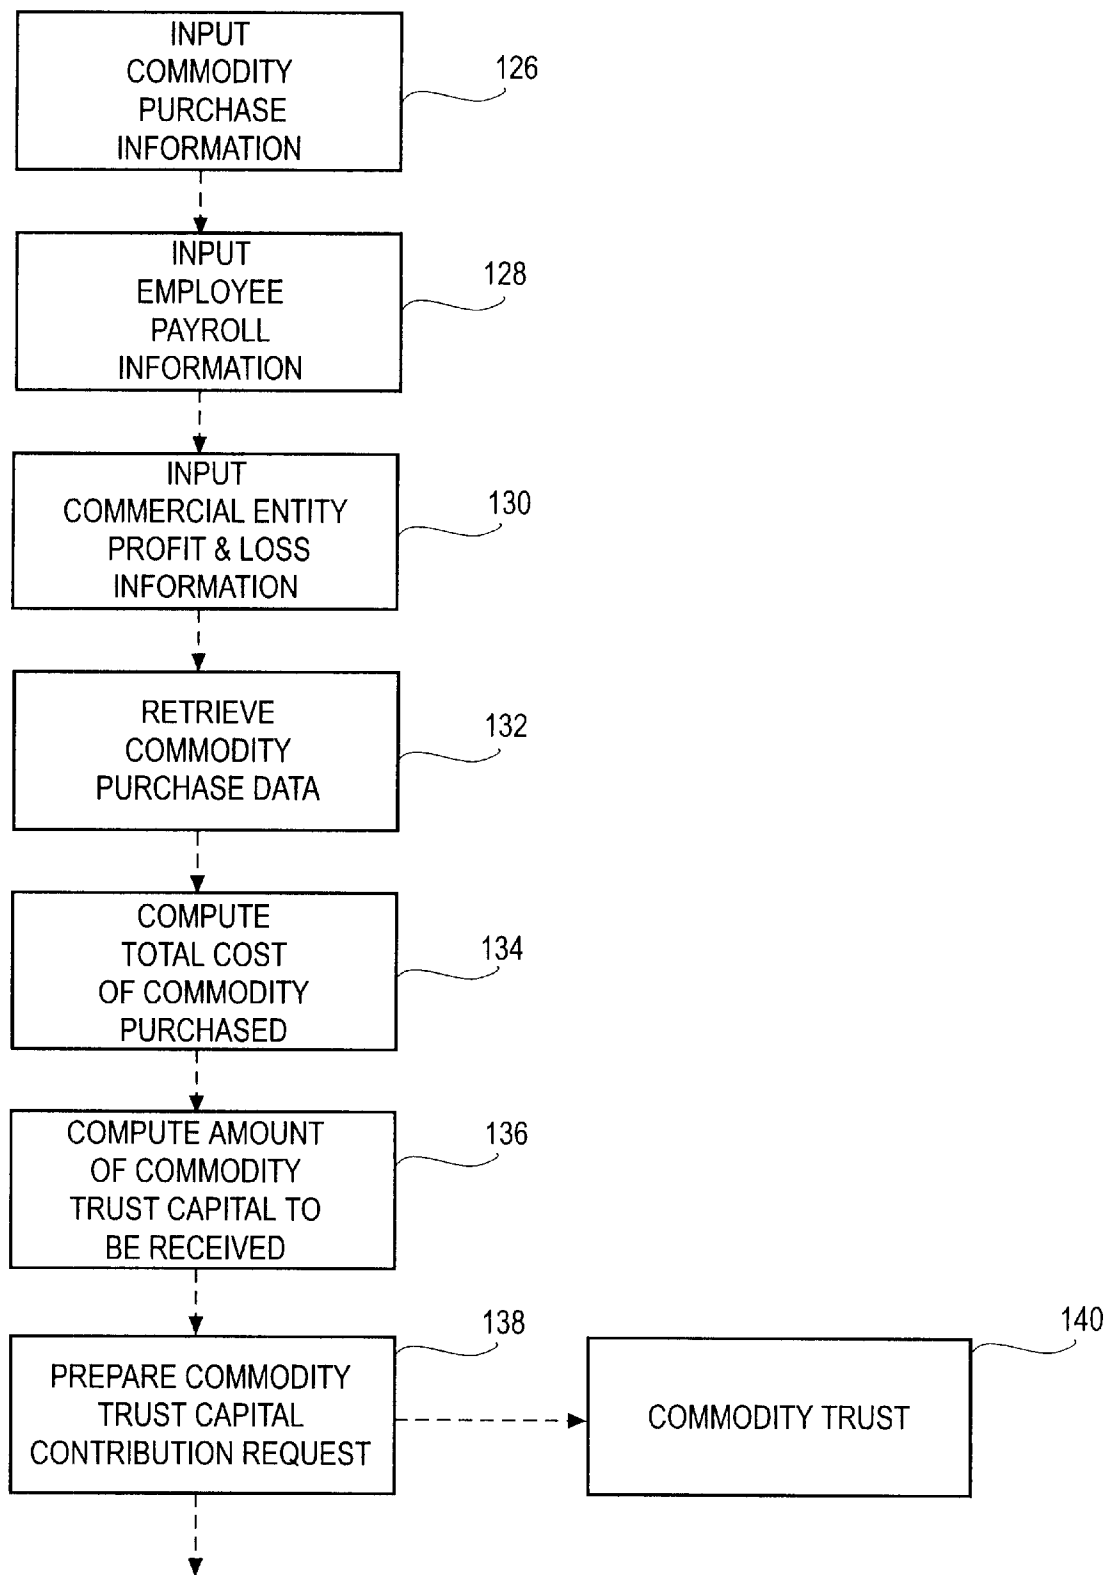 INPUT
COMMODITY
PURCHASE
INFORMATION
126
INPUT
EMPLOYEE
PAYROLL
INFORMATION
128
INPUT
COMMERCIAL ENTITY
PROFIT & LOSS
INFORMATION
130
RETRIEVE
COMMODITY
PURCHASE DATA
132
COMPUTE
TOTAL COST
OF COMMODITY
PURCHASED
134
COMPUTE AMOUNT
OF COMMODITY
TRUST CAPITAL TO
BE RECEIVED
136
PREPARE COMMODITY
TRUST CAPITAL
CONTRIBUTION REQUEST
138
COMMODITY TRUST
140